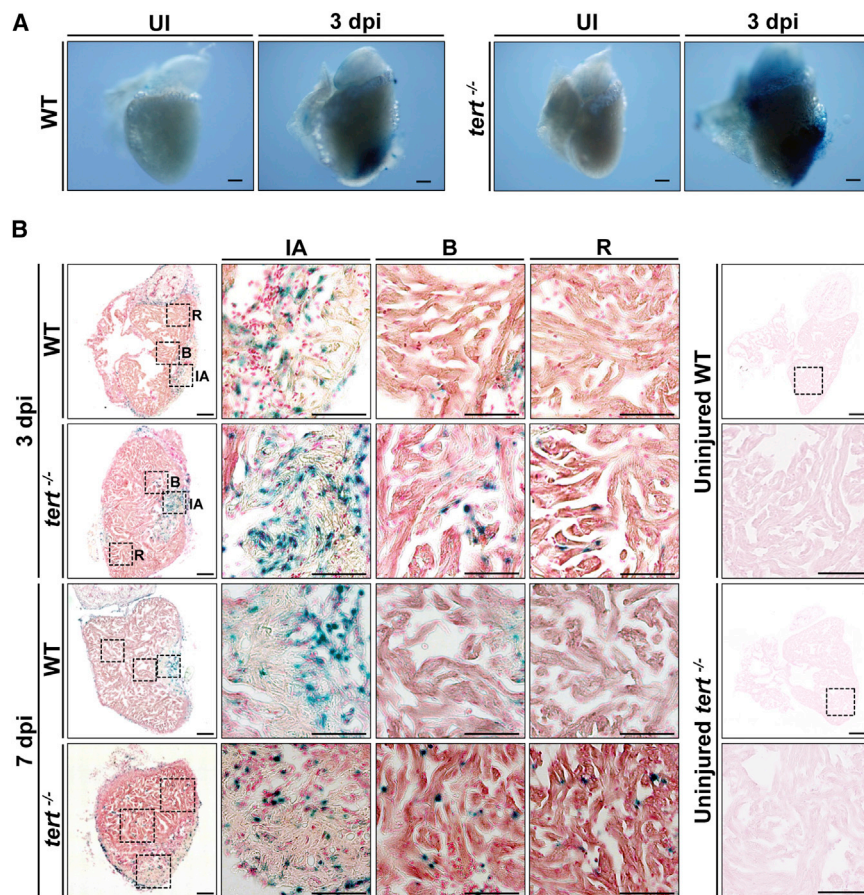 A
UI
3 dpi
UI
3 dpi
WT
tert -/-
B
IA
B
R
3 dpi
WT
R
B
IA
Uninjured WT
tert -/-
B
IA
R
7 dpi
WT
Uninjured tert -/-
tert -/-